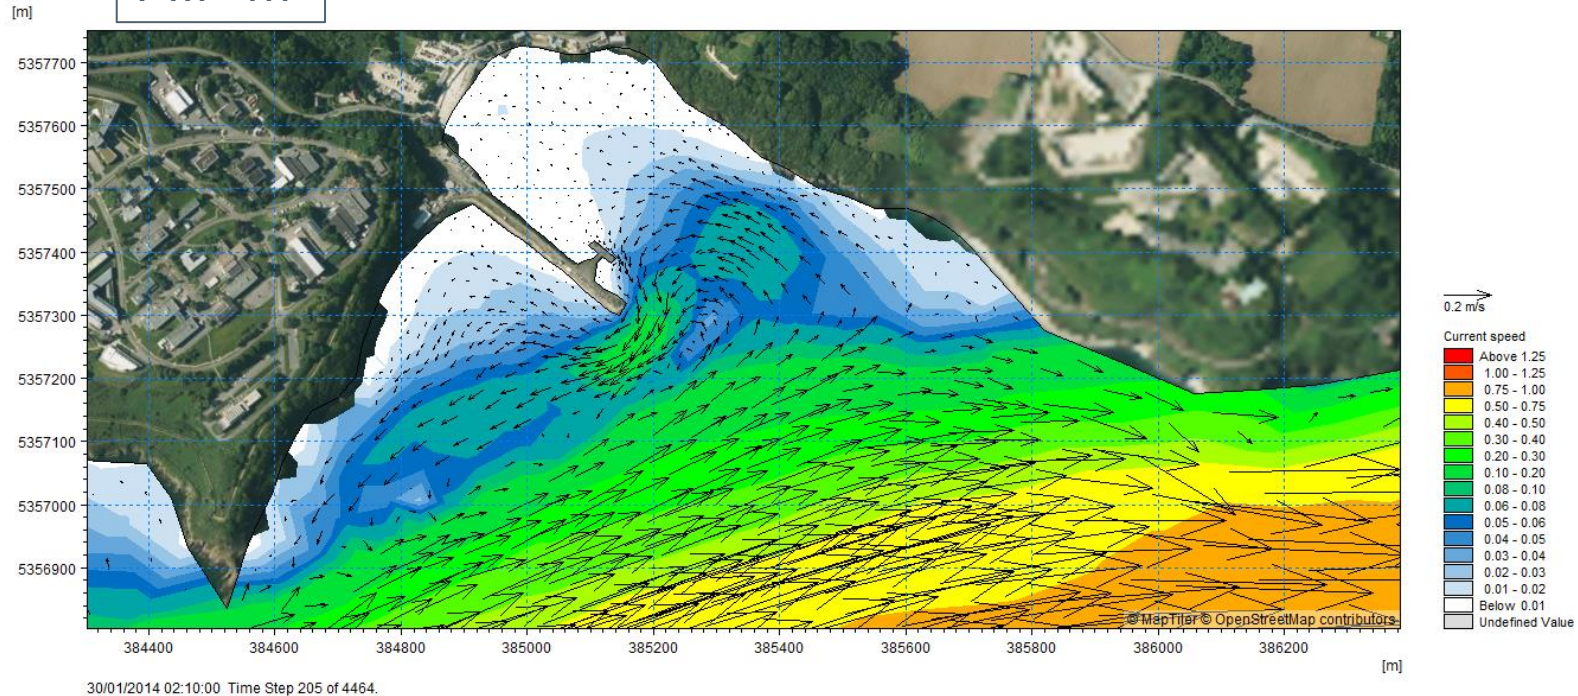 [m]
5357700
5357600
5357500
5357400
5357300
5357200
5357100
5357000
5356900
384400 384600 384800 385000 385200 385400 385600 385800 386000 386200
[m]
© MapTiler © OpenStreetMap contributors
0.2 m/s
Current speed
Above 1.25
1.00 - 1.25
0.75 - 1.00
0.50 - 0.75
0.40 - 0.50
0.30 - 0.40
0.20 - 0.30
0.10 - 0.20
0.08 - 0.10
0.06 - 0.08
0.05 - 0.06
0.04 - 0.05
0.03 - 0.04
0.02 - 0.03
0.01 - 0.02
Below 0.01
Undefined Value
30/01/2014 02:10:00 Time Step 205 of 4464.